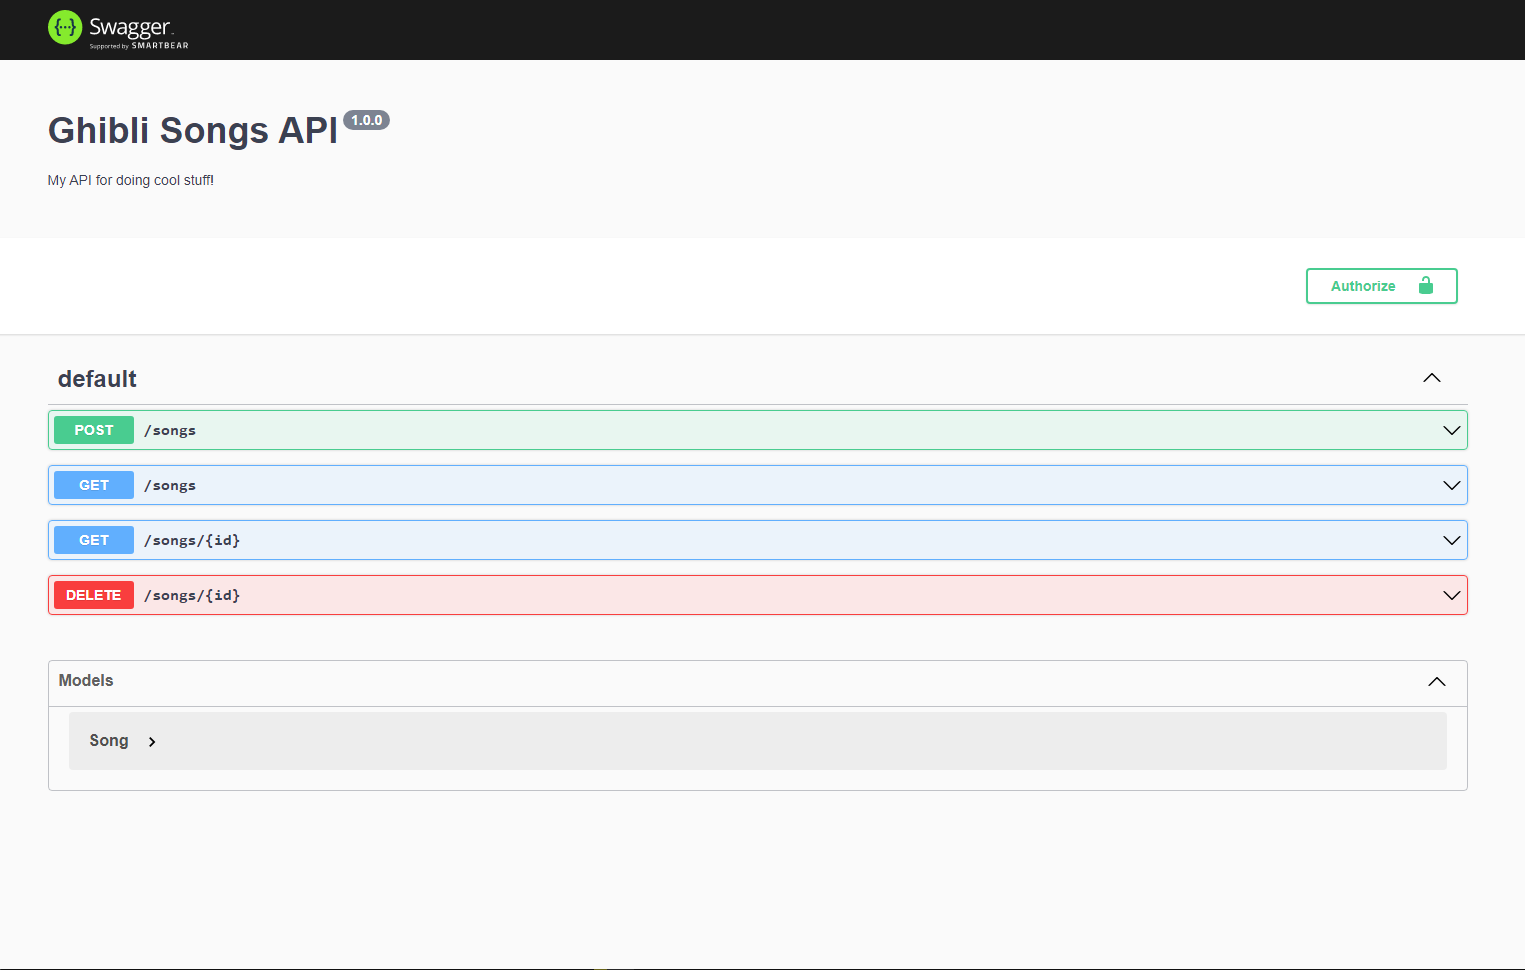 Swagger
Supported by SMARTBEAR
Ghibli Songs API 1.0.0
My API for doing cool stuff!
Authorize
default
POST /songs
GET /songs
GET /songs/{id}
DELETE /songs/{id}
Models
Song